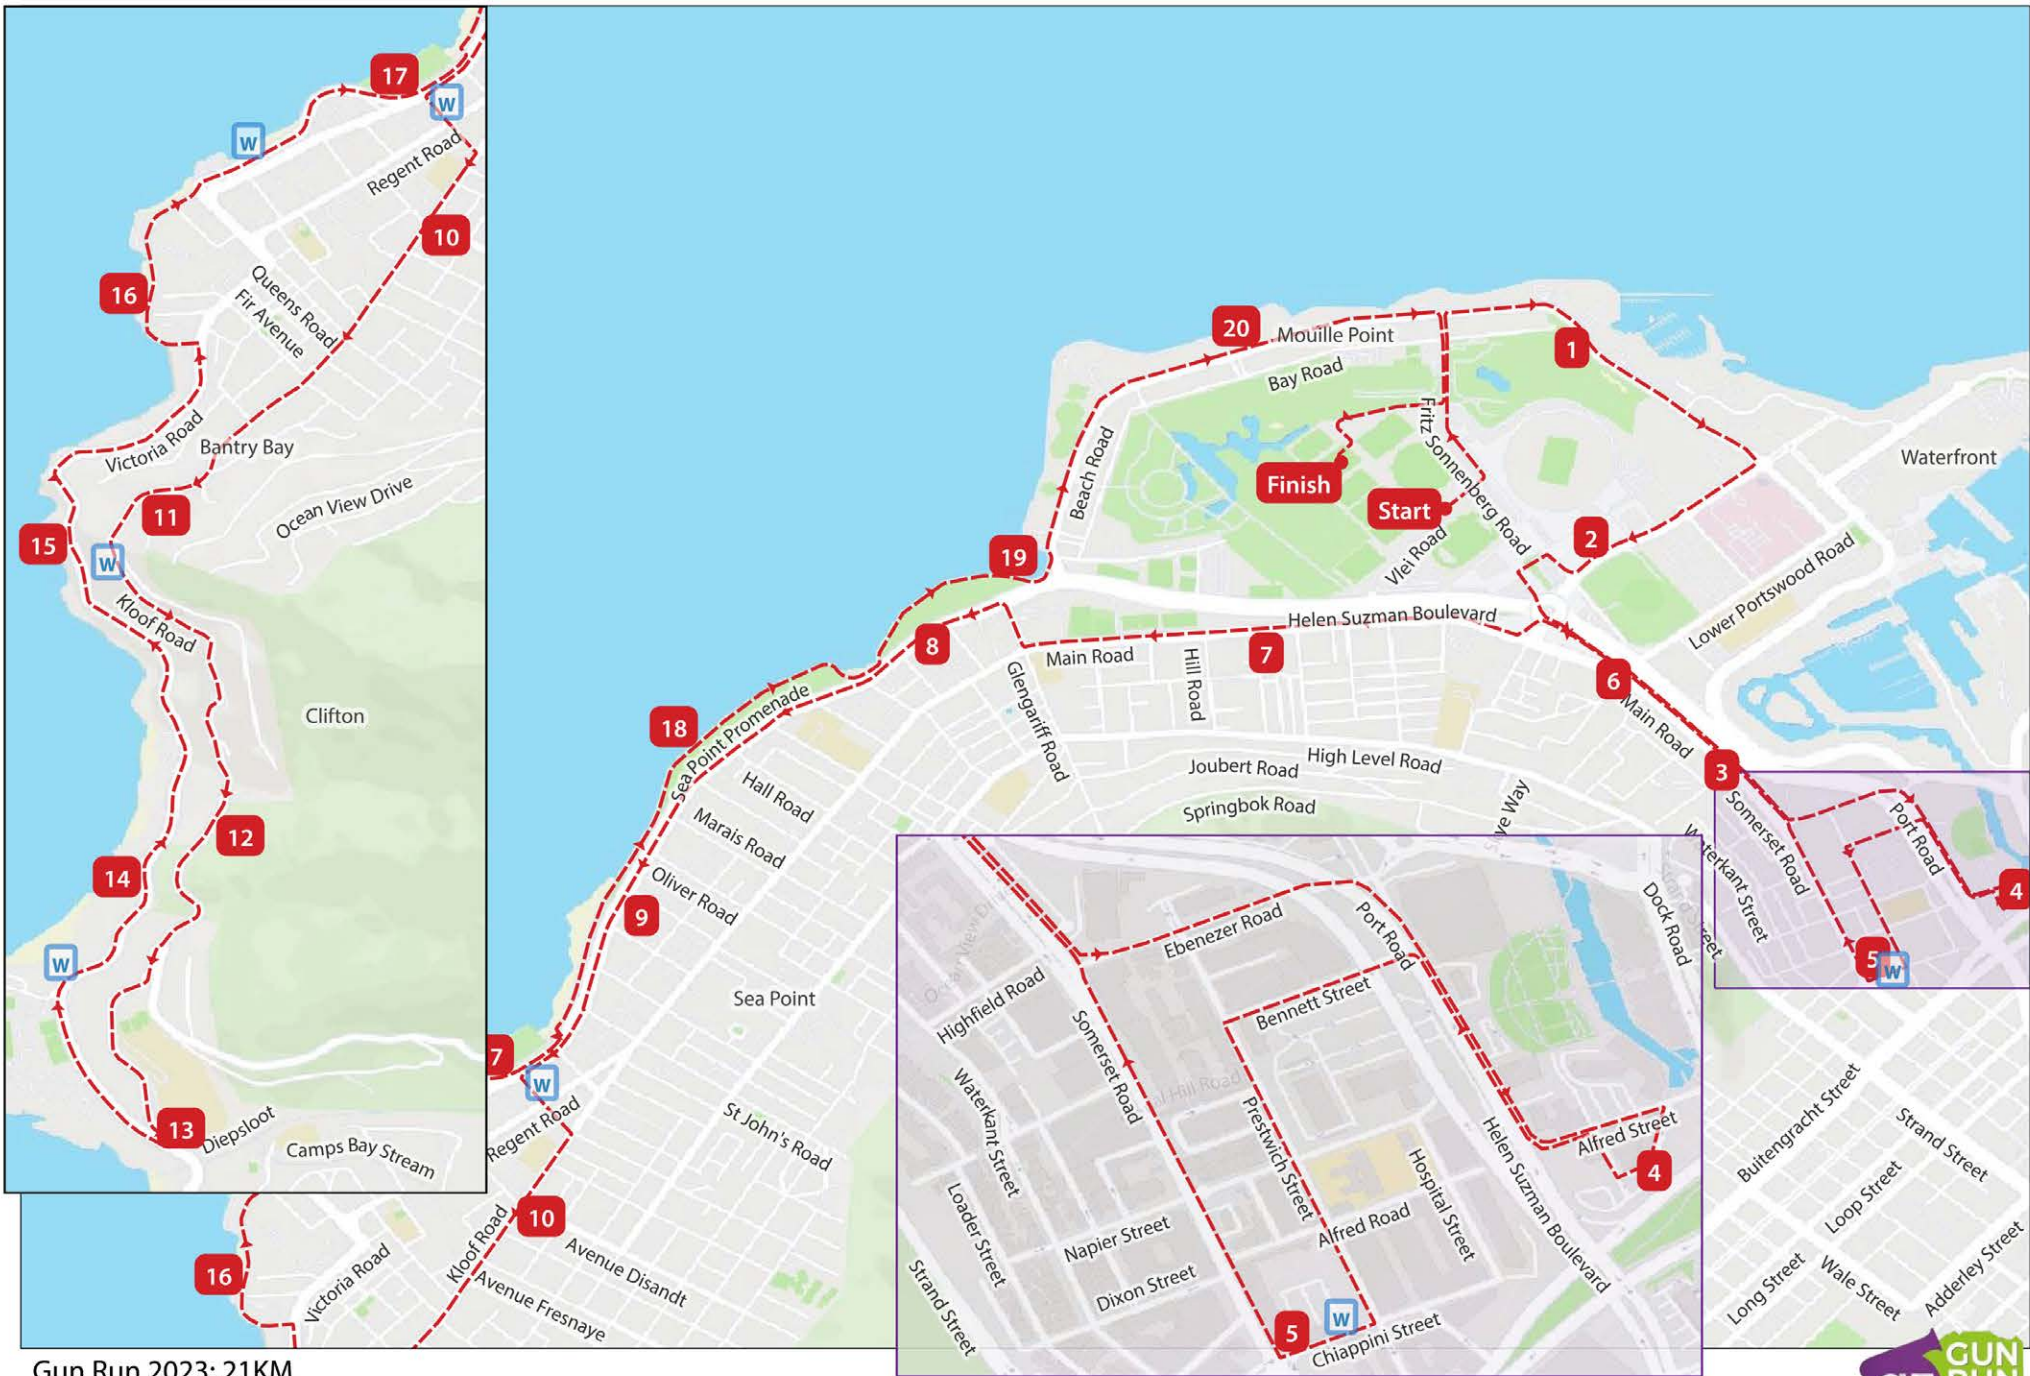 17
W
W
Regent Road
10
16
Queens Road
Fir Avenue
Victoria Road
Bantry Bay
11
Ocean View Drive
15
W
Kloof Road
Clifton
12
14
W
13
Diepsloot
Camps Bay Stream
20
Mouille Point
1
Bay Road
Fritz Sonnenberg Road
Beach Road
Finish
Start
Waterfront
2
Vlei Road
19
Lower Portswood Road
Helen Suzman Boulevard
8
Main Road
7
Hill Road
Glengariff Road
6
Main Road
18
Sea Point Promenade
3
High Level Road
Joubert Road
Springbok Road
Hall Road
Marais Road
Oliver Road
9
Somerset Road
Port Road
Waterkant Street
4
5
W
Dock Road
Sea Point
7
W
Regent Road
St John's Road
10
Kloof Road
Avenue Disandt
Avenue Fresnaye
16
Victoria Road
Ebenezer Road
Port Road
Bennett Street
Highfield Road
Somerset Road
Waterkant Street
Prestwich Street
Alfred Street
4
Helen Suzman Boulevard
Hospital Street
Alfred Road
Loader Street
Napier Street
Dixon Street
Strand Street
5
W
Chiappini Street
Buitengracht Street
Strand Street
Loop Street
Long Street
Wale Street
Adderley Street
Gun Run 2023: 21KM
GUN
RUN